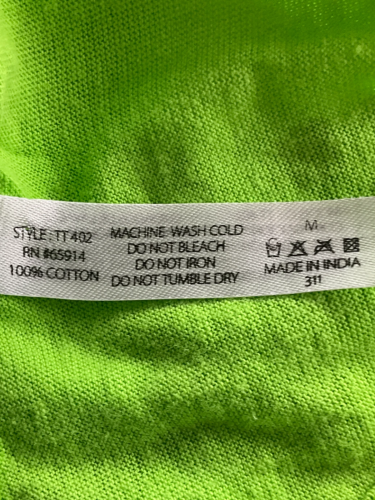 STYLE : TT 402
RN #65914
100% COTTON
MACHINE WASH COLD
DO NOT BLEACH
DO NOT IRON
DO NOT TUMBLE DRY
M
MADE IN INDIA
311